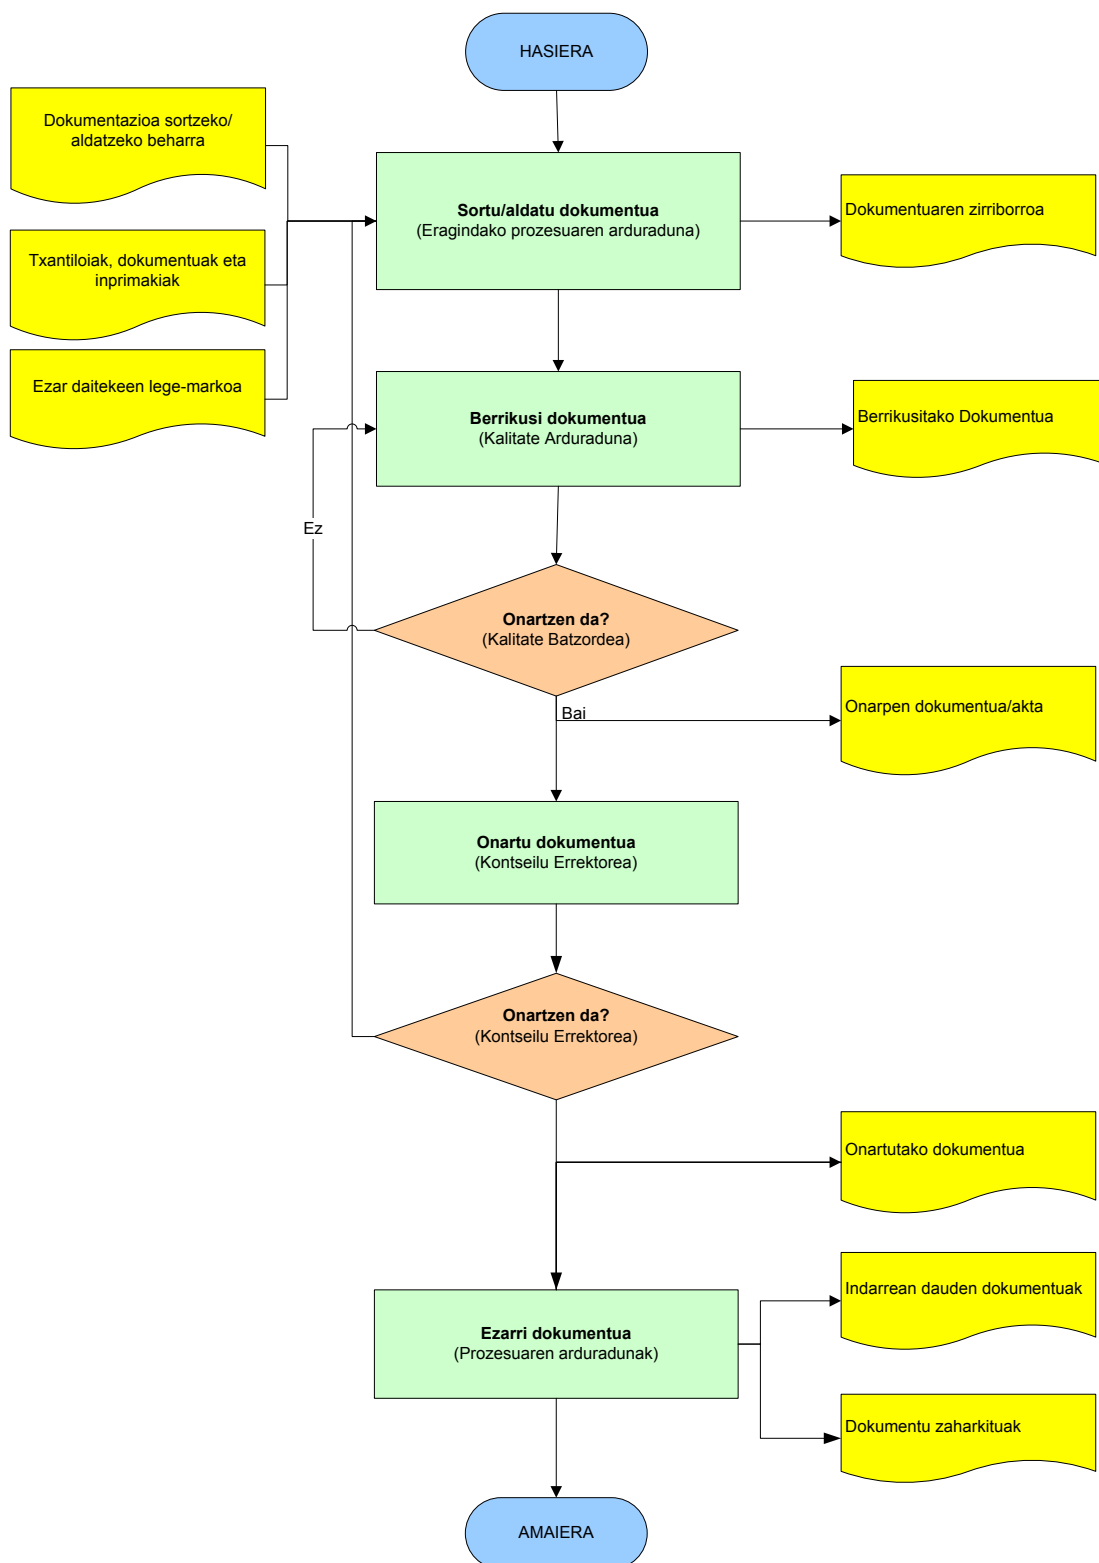 HASIERA
Dokumentazioa sortzeko/
aldatzeko beharra
Sortu/aldatu dokumentua
(Eragindako prozesuaren arduraduna)
Dokumentuaren zirriborroa
Txantiloiak, dokumentuak eta
inprimakiak
Ezar daitekeen lege-markoa
Berrikusi dokumentua
(Kalitate Arduraduna)
Berrikusitako Dokumentua
Ez
Onartzen da?
(Kalitate Batzordea)
Bai
Onarpen dokumentua/akta
Onartu dokumentua
(Kontseilu Errektorea)
Onartzen da?
(Kontseilu Errektorea)
Onartutako dokumentua
Indarrean dauden dokumentuak
Ezarri dokumentua
(Prozesuaren arduradunak)
Dokumentu zaharkituak
AMAIERA